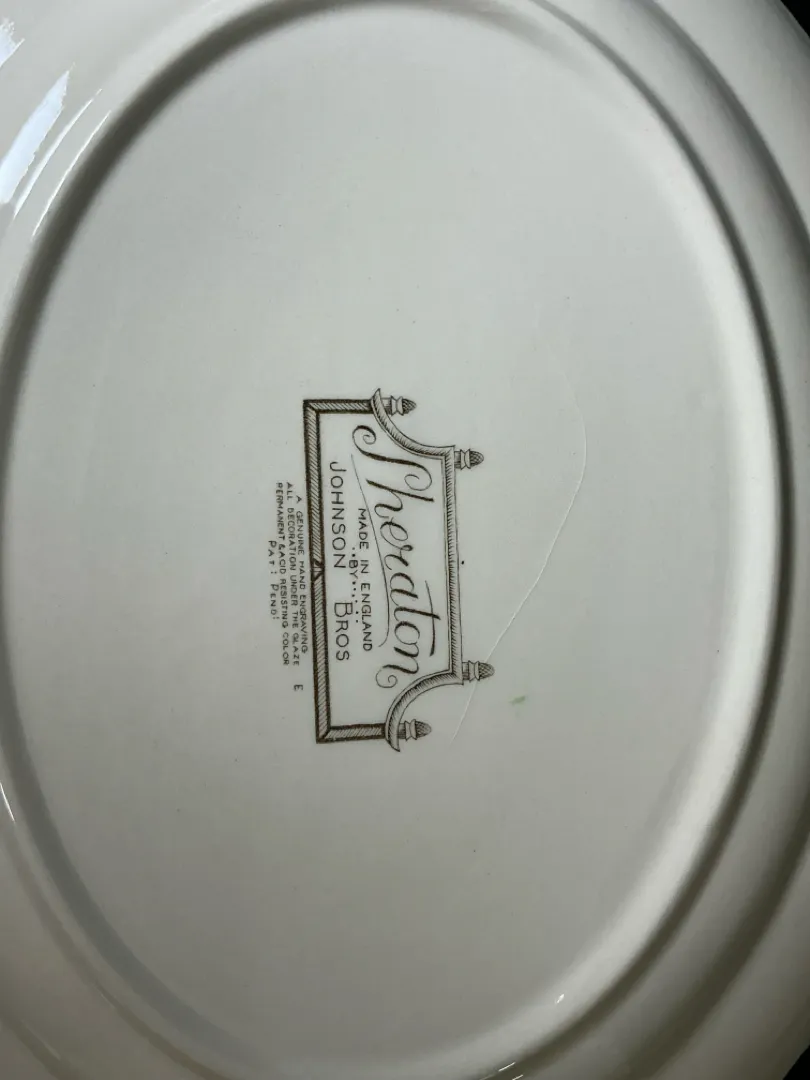 Sheraton
MADE IN ENGLAND
··BY·····
JOHNSON BROS
A GENUINE HAND ENGRAVING
ALL DECORATION UNDER THE GLAZE E
PERMANENT & ACID RESISTING COLOR
PAT: PEND: